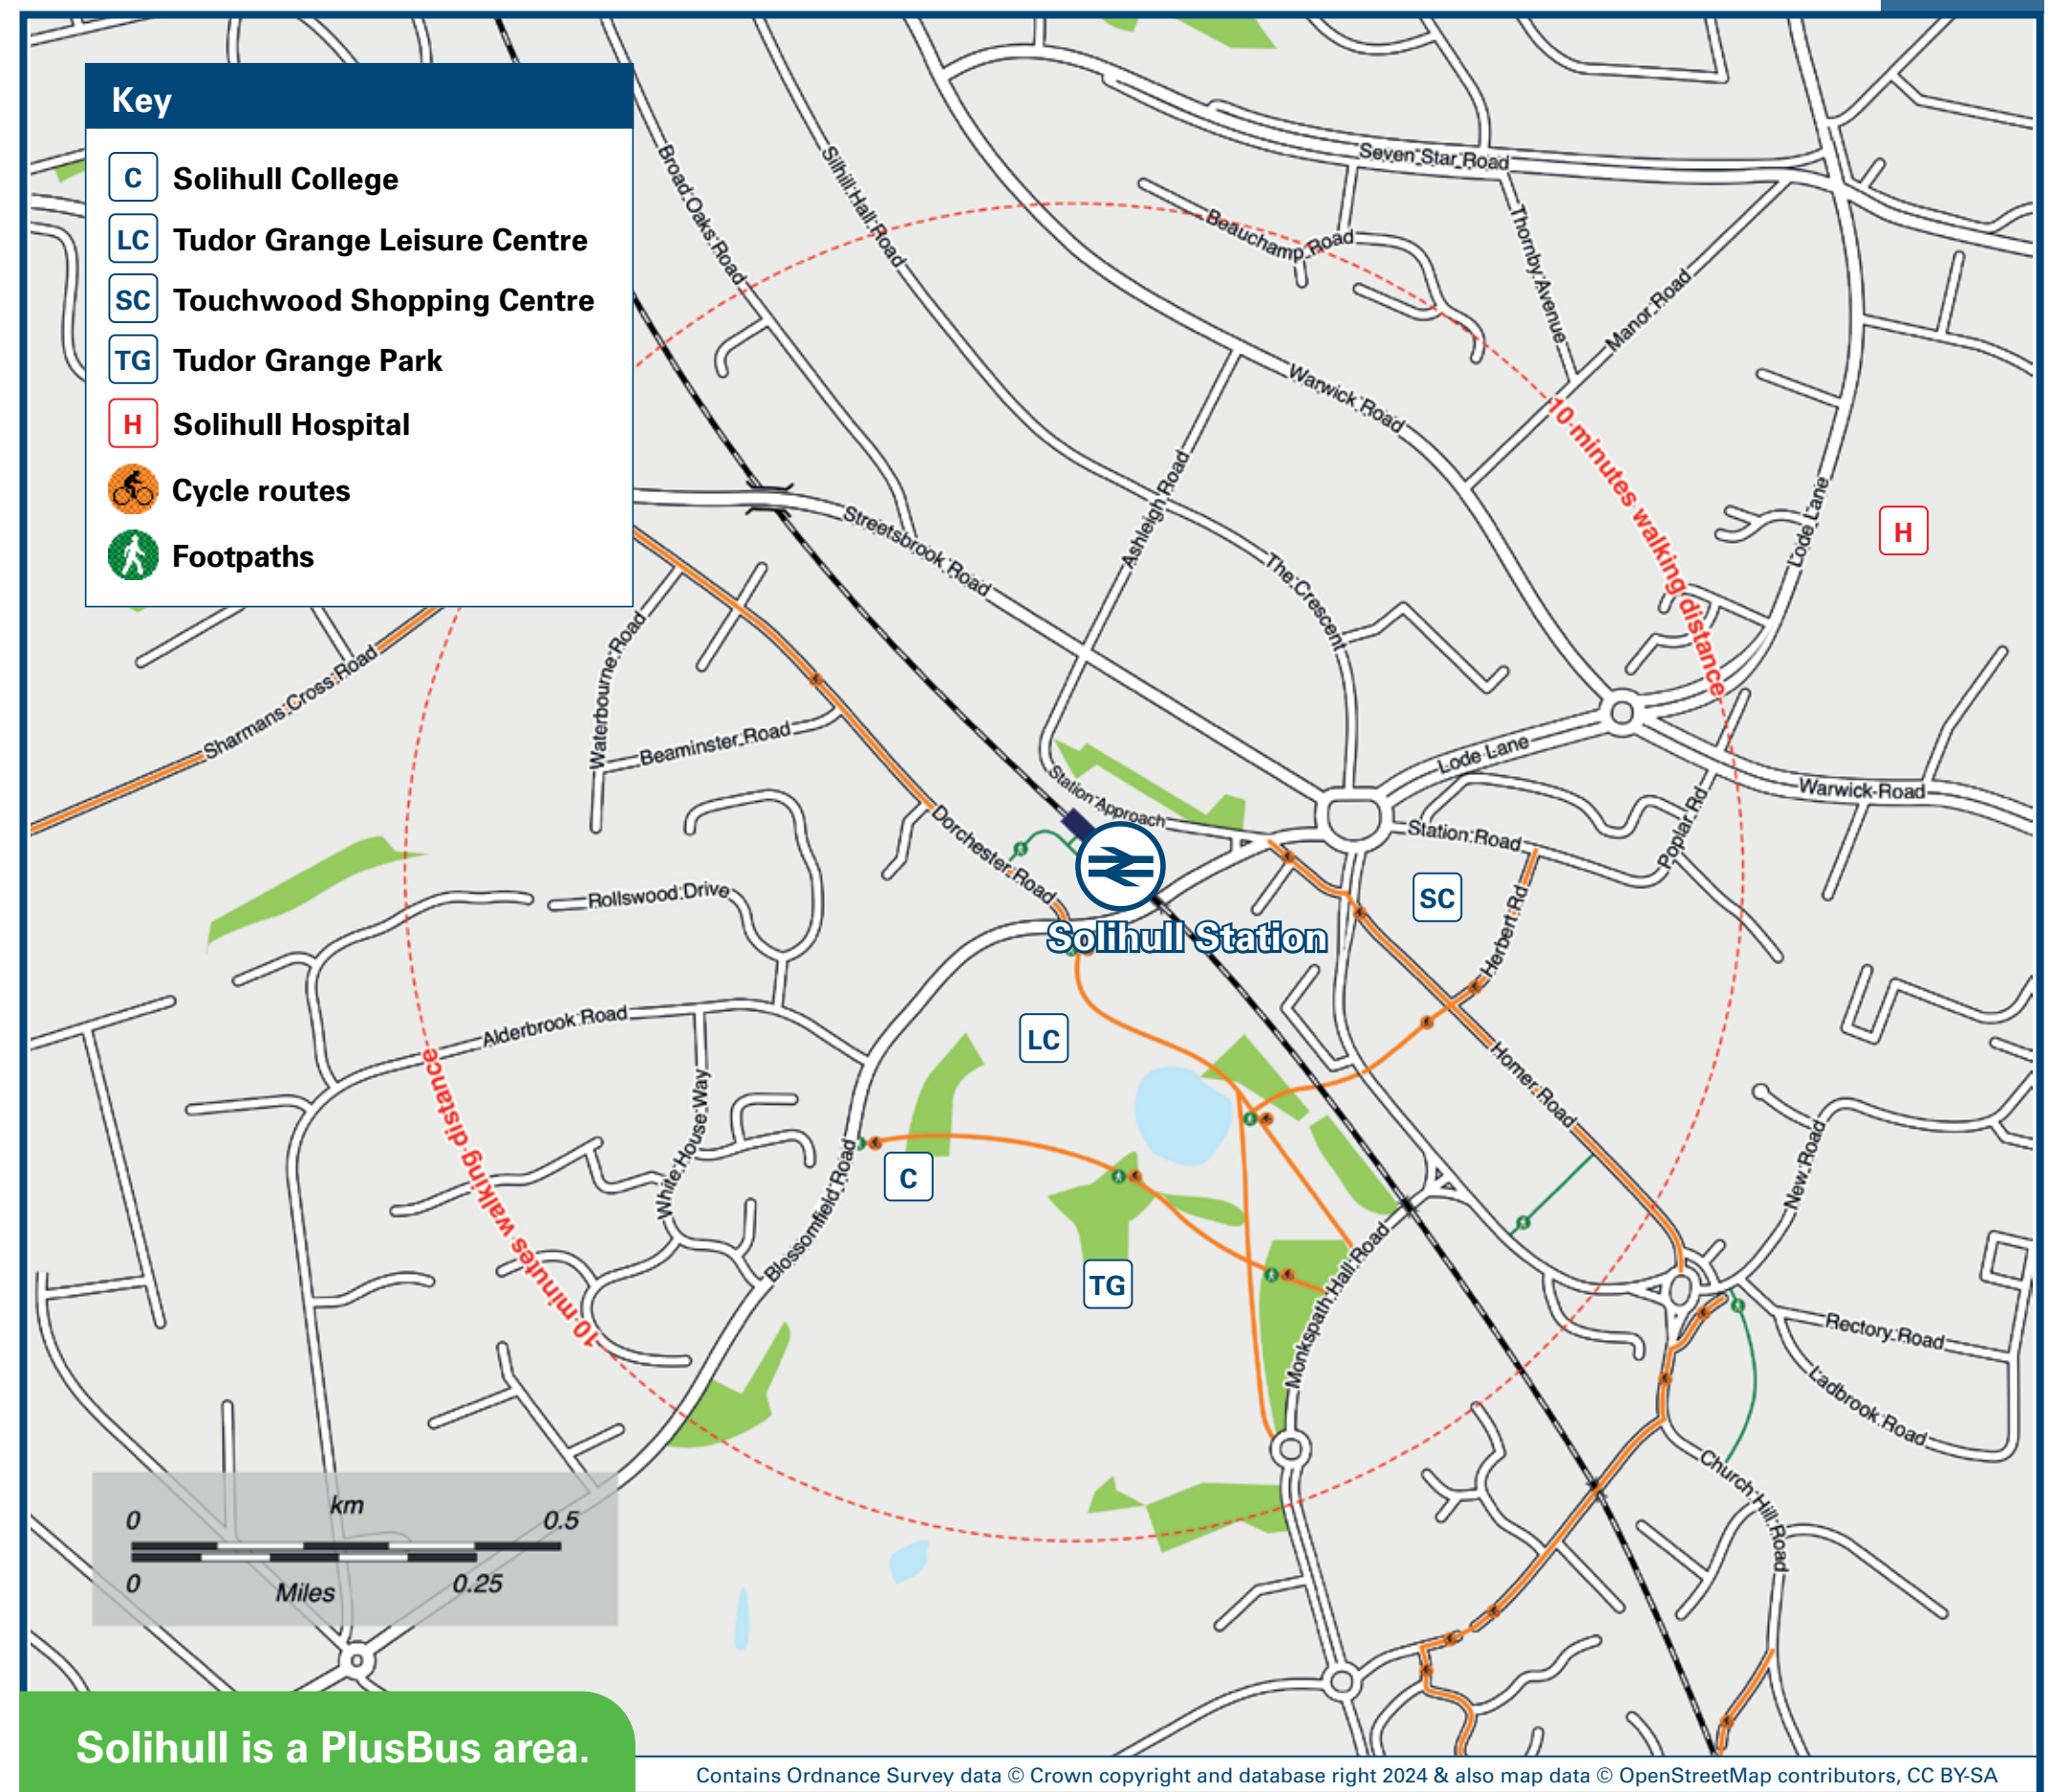 Key
C Solihull College
LC Tudor Grange Leisure Centre
SC Touchwood Shopping Centre
TG Tudor Grange Park
H Solihull Hospital
Cycle routes
Footpaths
Broad Oaks Road
Silhill Hall Road
Seven Star Road
Beauchamp Road
Thornby Avenue
Manor Road
Warwick Road
10 minutes walking distance
Lode Lane
H
Ashleigh Road
Streetsbrook Road
The Crescent
Sharmans Cross Road
Waterbourne Road
Beaminster Road
Lode Lane
Warwick Road
Station Approach
Station Road
Poplar Rd
Dorchester Road
Rollswood Drive
SC
Herbert Rd
Solihull Station
Alderbrook Road
LC
Homer Road
White House Way
10 minutes walking distance
C
Blossomfield Road
New Road
TG
Monkspath Hall Road
Rectory Road
Ladbrook Road
Church Hill Road
km
0 0.5
0 0.25
Miles
Solihull is a PlusBus area.
Contains Ordnance Survey data © Crown copyright and database right 2024 & also map data © OpenStreetMap contributors, CC BY-SA